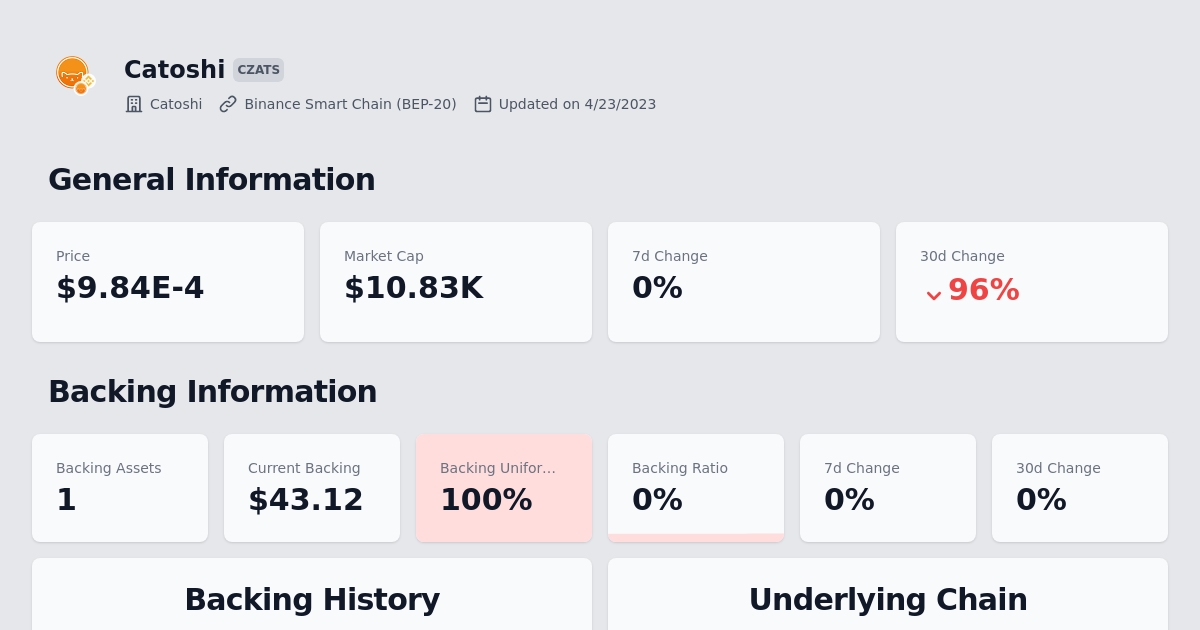 Catoshi CZATS
Catoshi Binance Smart Chain (BEP-20) Updated on 4/23/2023
General Information
Price Market Cap 7d Change 30d Change
$9.84E-4 $10.83K 0% 96%
Backing Information
Backing Assets Current Backing Backing Unifor... Backing Ratio 7d Change 30d Change
1 $43.12 100% 0% 0% 0%
Backing History Underlying Chain